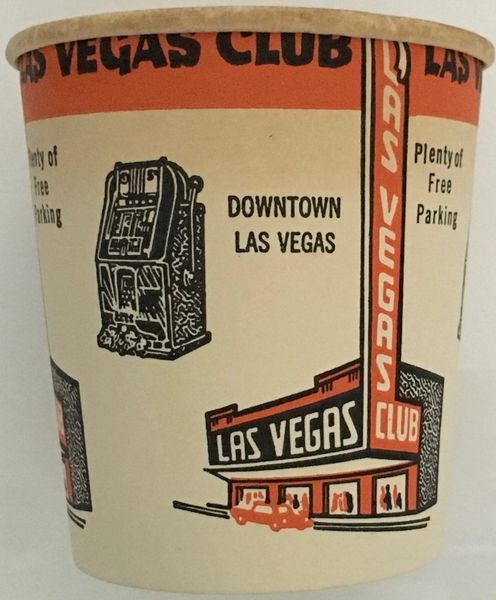 LAS VEGAS CLUB
LAS
Plenty of
Free
Parking
DOWNTOWN
LAS VEGAS
LAS VEGAS
CLUB
LAS VEGAS
Plenty of
Free
Parking